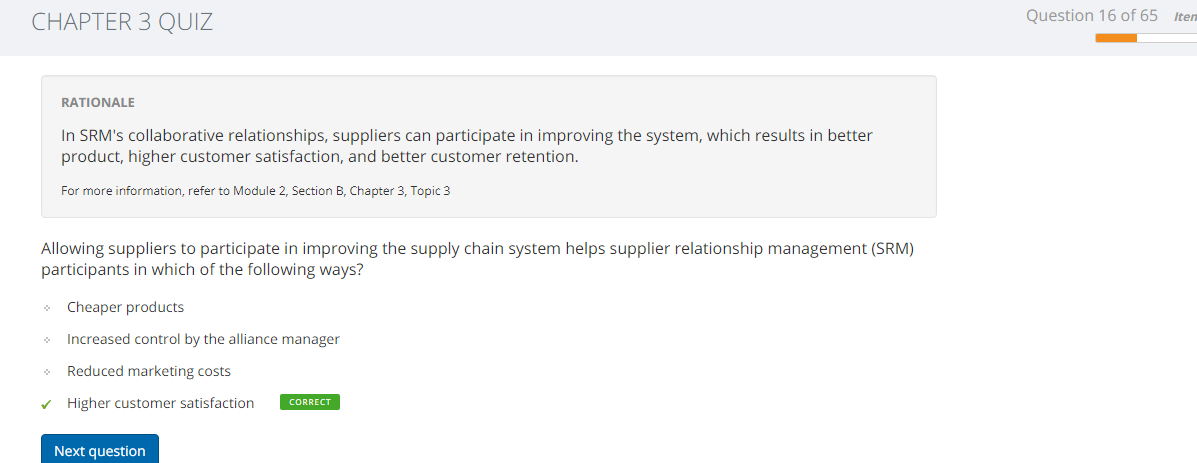 CHAPTER 3 QUIZ
Question 16 of 65
RATIONALE
In SRM's collaborative relationships, suppliers can participate in improving the system, which results in better
product, higher customer satisfaction, and better customer retention.
For more information, refer to Module 2, Section B, Chapter 3, Topic 3
Allowing suppliers to participate in improving the supply chain system helps supplier relationship management (SRM)
participants in which of the following ways?
Cheaper products
Increased control by the alliance manager
Reduced marketing costs
Higher customer satisfaction CORRECT
Next question